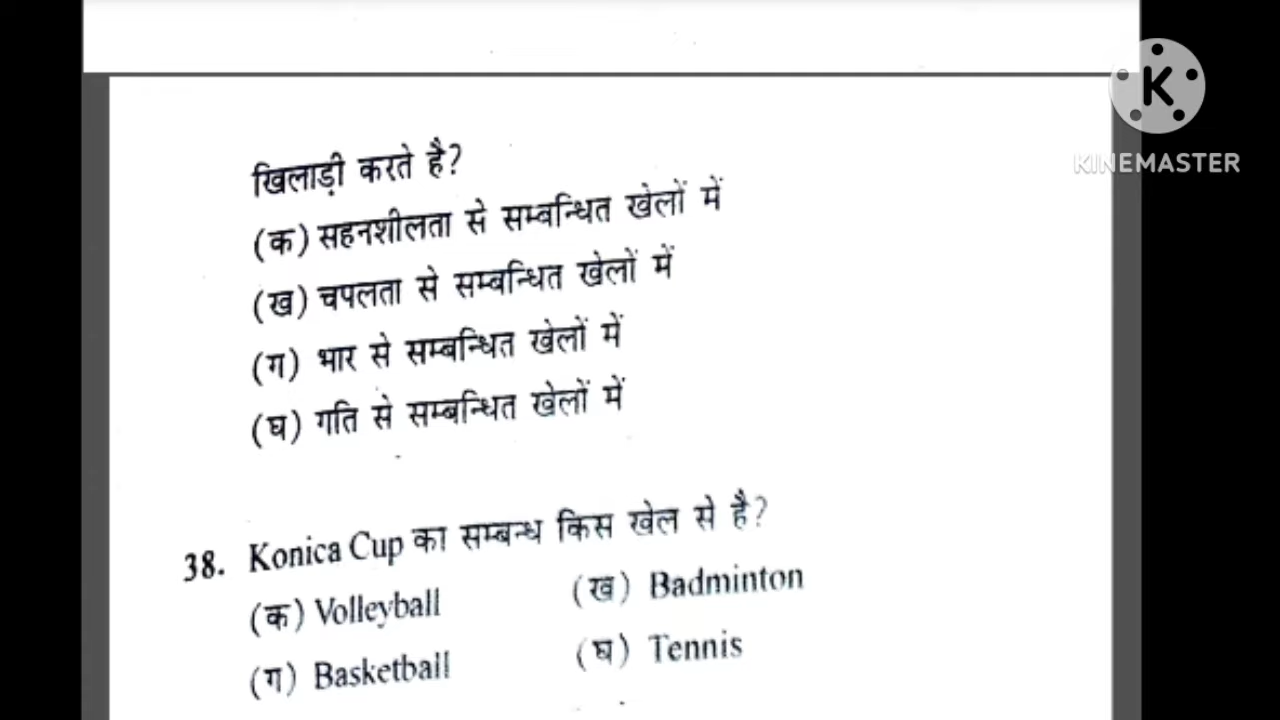 K
KINEMASTER
खिलाड़ी करते है?
(क) सहनशीलता से सम्बन्धित खेलों में
(ख) चपलता से सम्बन्धित खेलों में
(ग) भार से सम्बन्धित खेलों में
(घ) गति से सम्बन्धित खेलों में
38. Konica Cup का सम्बन्ध किस खेल से है?
(क) Volleyball (ख) Badminton
(ग) Basketball (घ) Tennis